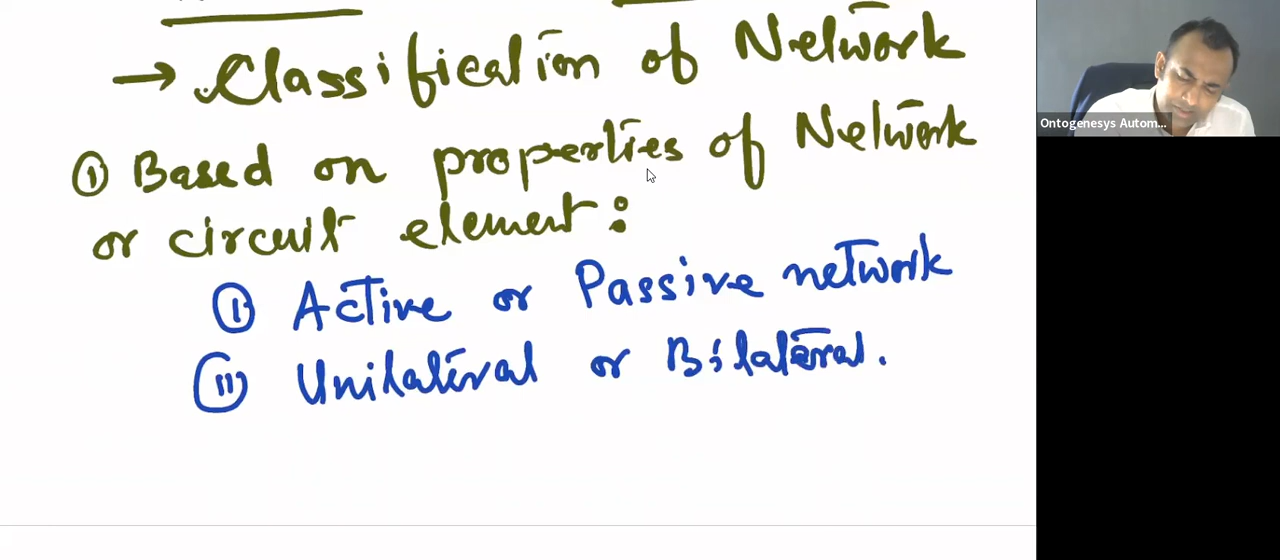 → Classification of Network
① Based on properties of Network
or circuit element:
ⓘ Active or Passive network
ⓘⓘ Unilateral or Bilateral.
Ontogenesys Autom...